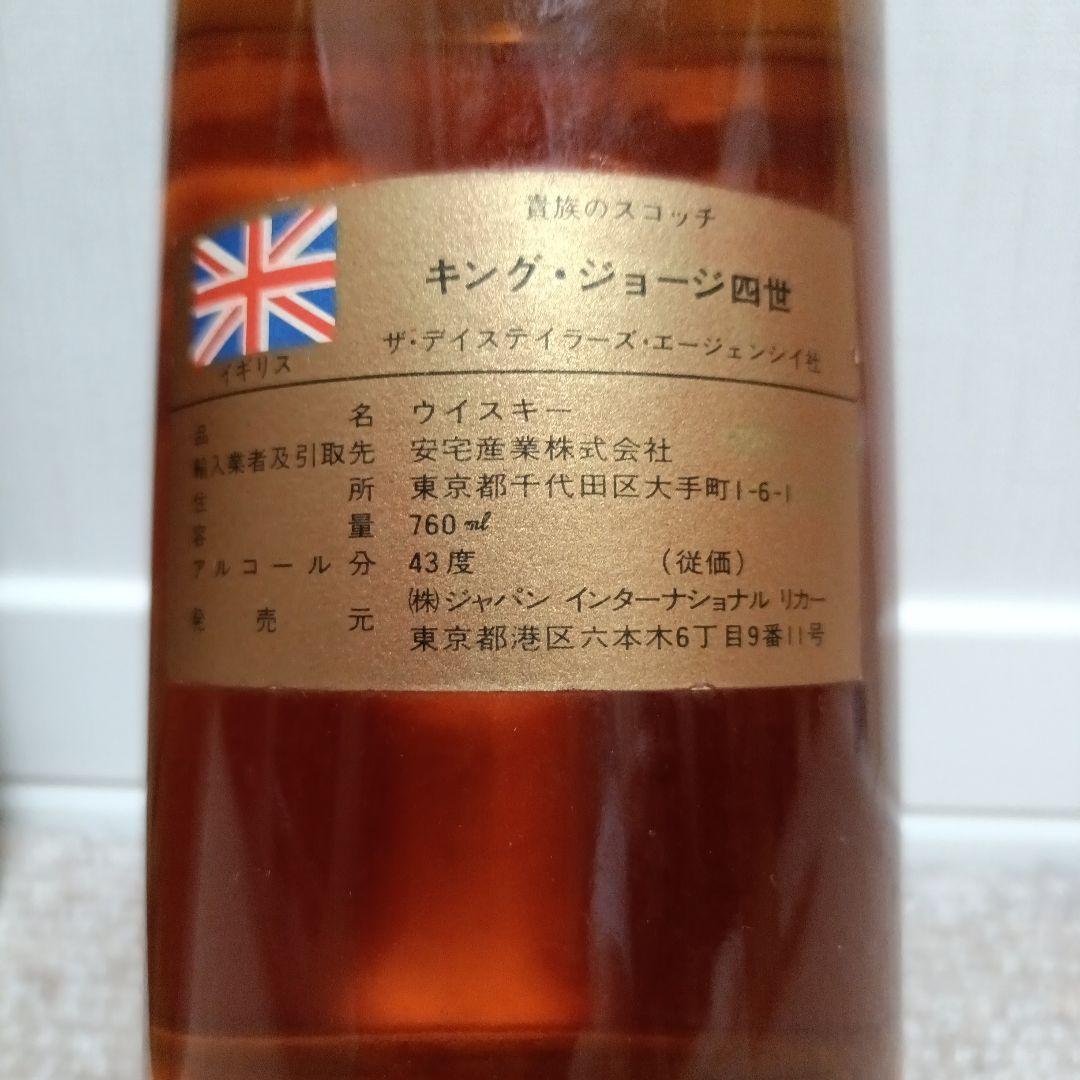 貴族のスコッチ
キング・ジョージ四世
ザ・デイステイラーズ・エージェンシイ社
イギリス
品名 ウイスキー
輸入業者及引取先 安宅産業株式会社
住所 東京都千代田区大手町1-6-1
容量 760ml
アルコール分 43度 (従価)
発売元 (株)ジャパン インターナショナル リカー
東京都港区六本木6丁目9番11号